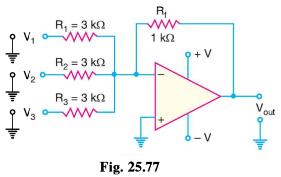 R₁ = 3 kΩ
V₁
R₂ = 3 kΩ
V₂
R₃ = 3 kΩ
V₃
Rf
1 kΩ
+ V
−
+
− V
Vout
Fig. 25.77